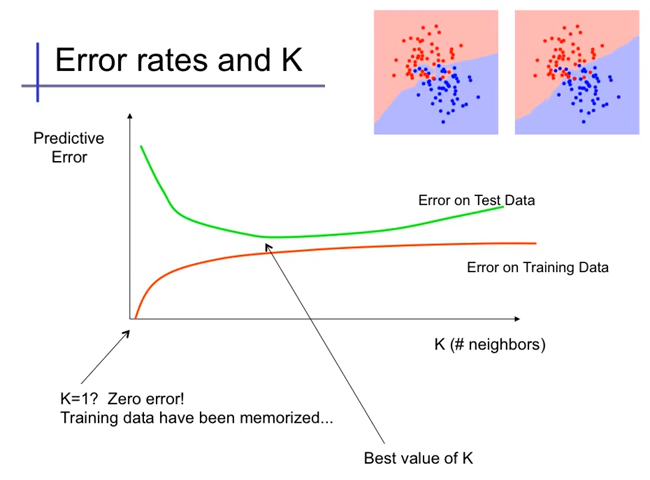 Error rates and K
Predictive
Error
Error on Test Data
Error on Training Data
K (# neighbors)
K=1?  Zero error!
Training data have been memorized...
Best value of K